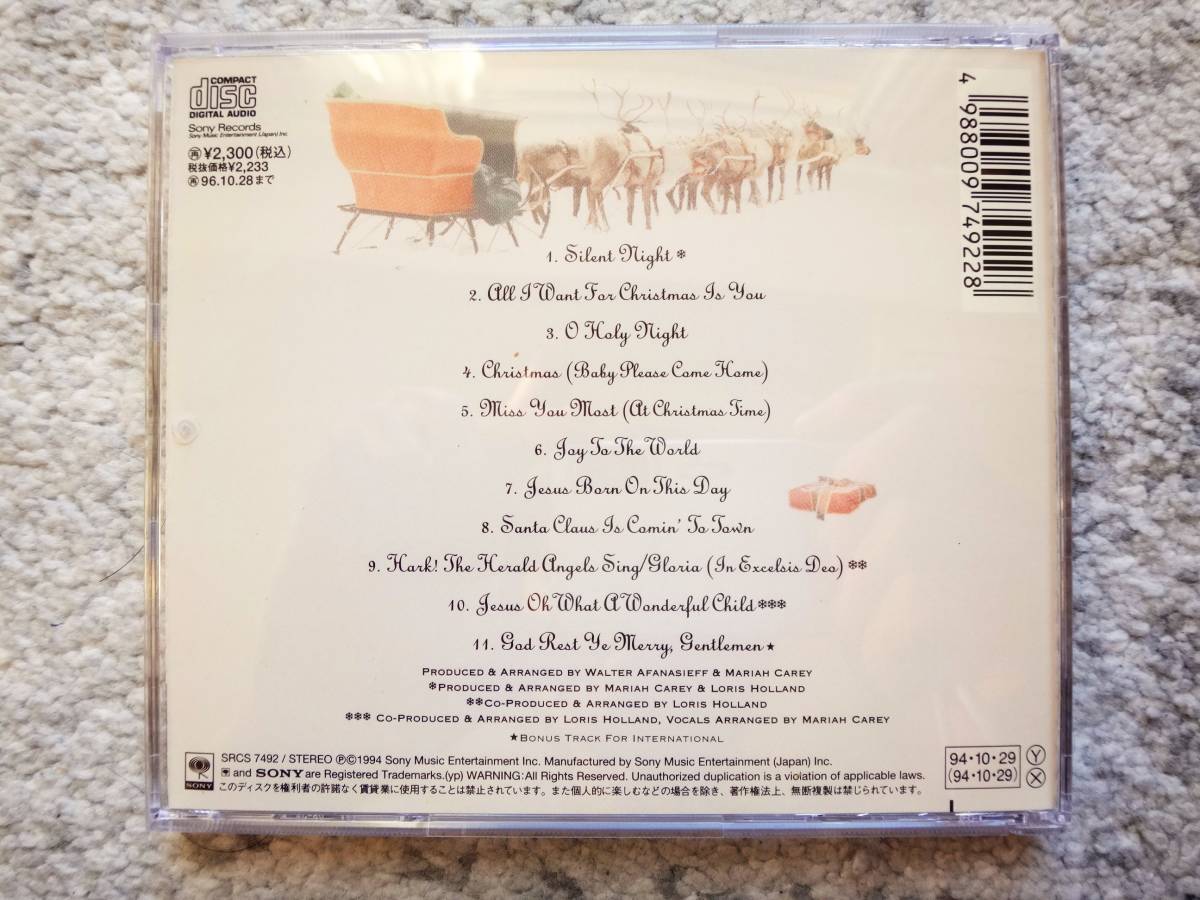 COMPACT
disc
DIGITAL AUDIO
Sony Records
Sony Music Entertainment (Japan) Inc.
再 ¥2,300(税込)
税抜価格¥2,233
再 96.10.28まで
4 988009 749228
1. Silent Night ❄
2. All I Want For Christmas Is You
3. O Holy Night
4. Christmas (Baby Please Come Home)
5. Miss You Most (At Christmas Time)
6. Joy To The World
7. Jesus Born On This Day
8. Santa Claus Is Comin' To Town
9. Hark! The Herald Angels Sing/Gloria (In Excelsis Deo) ❄❄
10. Jesus Oh What A Wonderful Child ❄❄❄
11. God Rest Ye Merry, Gentlemen ★
PRODUCED & ARRANGED BY WALTER AFANASIEFF & MARIAH CAREY
❄PRODUCED & ARRANGED BY MARIAH CAREY & LORIS HOLLAND
❄❄CO-PRODUCED & ARRANGED BY LORIS HOLLAND
❄❄❄ CO-PRODUCED & ARRANGED BY LORIS HOLLAND, VOCALS ARRANGED BY MARIAH CAREY
★BONUS TRACK FOR INTERNATIONAL
SONY
SRCS 7492 / STEREO ℗©1994 Sony Music Entertainment Inc. Manufactured by Sony Music Entertainment (Japan) Inc.
and SONY are Registered Trademarks.(yp) WARNING:All Rights Reserved. Unauthorized duplication is a violation of applicable laws.
このディスクを権利者の許諾なく賃貸業に使用することは禁止されています。また個人的に楽しむなどの場合を除き、著作権法上、無断複製は禁じられています。
94・10・29 Ⓨ
(94・10・29) Ⓧ